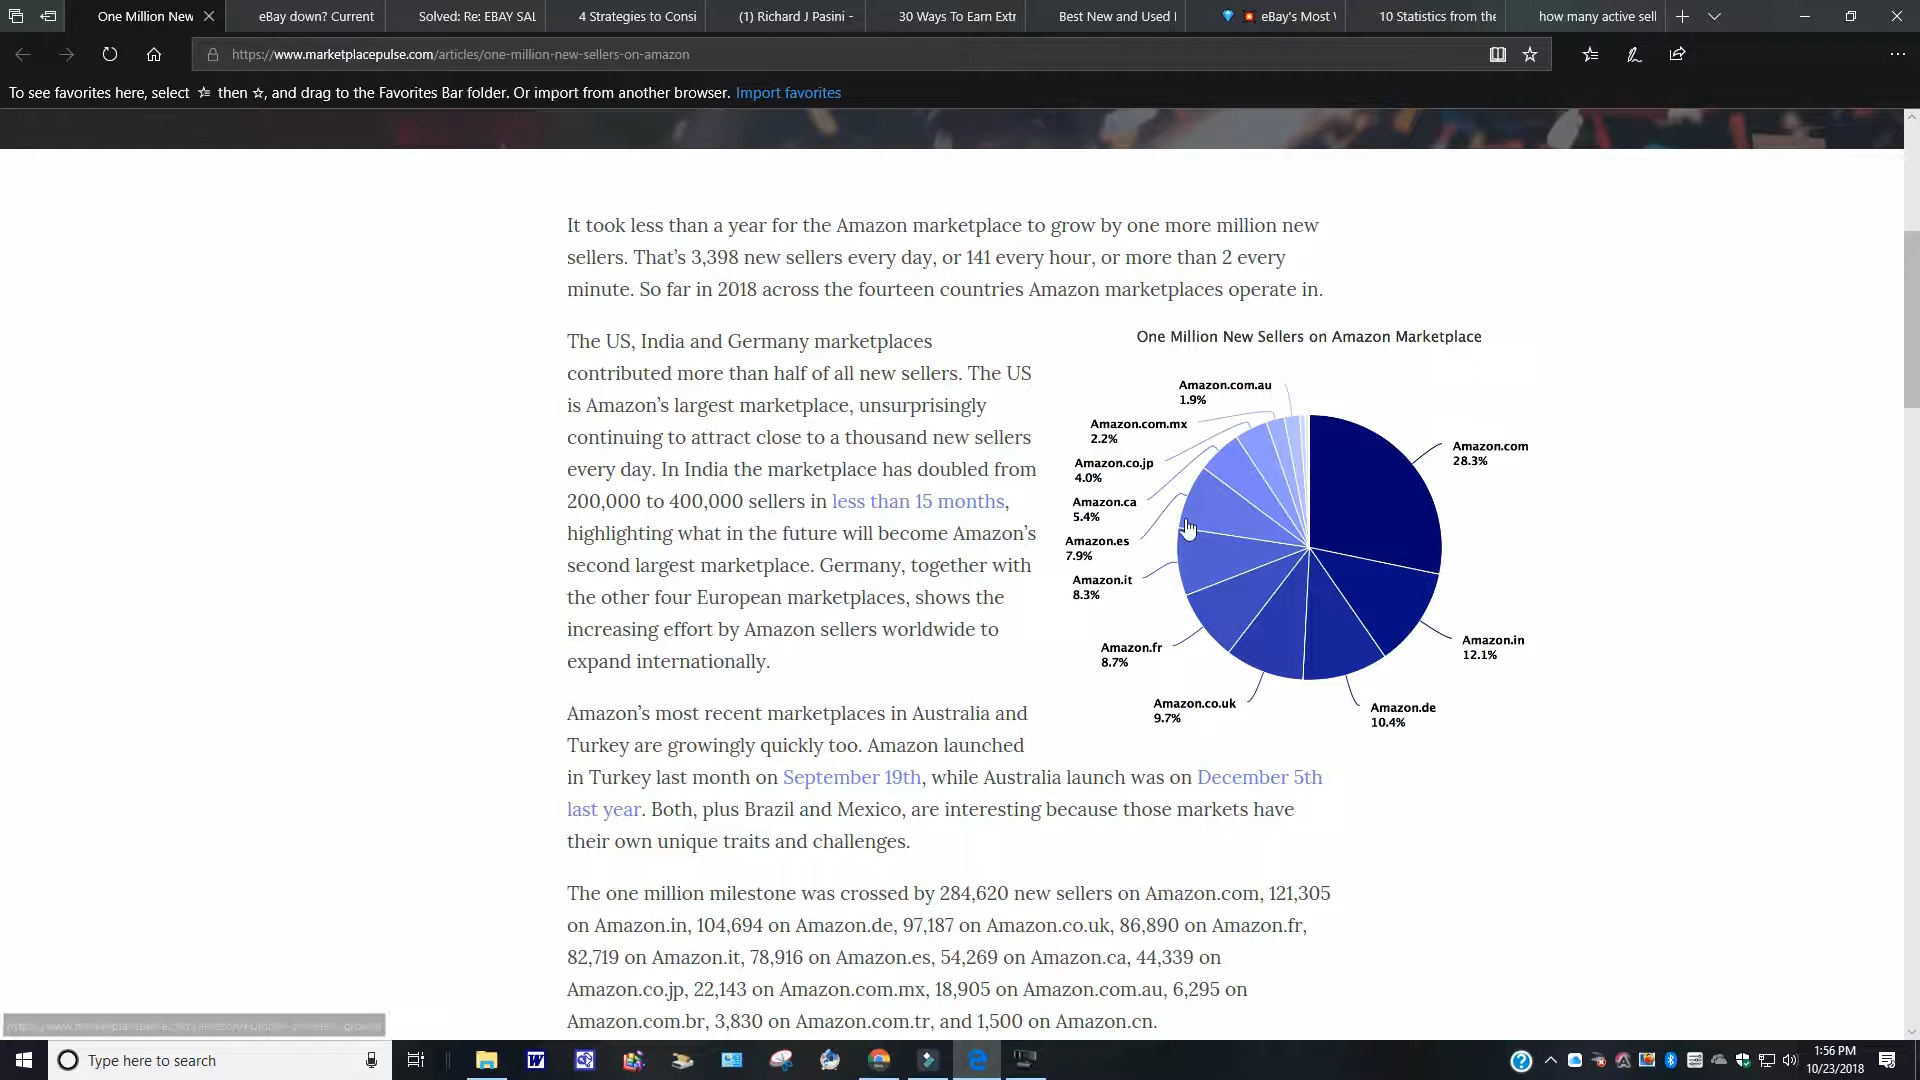 One Million New
eBay down? Current
Solved: Re: EBAY SAL
4 Strategies to Consi
(1) Richard J Pasini -
30 Ways To Earn Extr
Best New and Used
eBay's Most
10 Statistics from the
how many active sell
https://www.marketplacepulse.com/articles/one-million-new-sellers-on-amazon
To see favorites here, select then ☆, and drag to the Favorites Bar folder. Or import from another browser. Import favorites
It took less than a year for the Amazon marketplace to grow by one more million new
sellers. That's 3,398 new sellers every day, or 141 every hour, or more than 2 every
minute. So far in 2018 across the fourteen countries Amazon marketplaces operate in.
The US, India and Germany marketplaces
contributed more than half of all new sellers. The US
is Amazon's largest marketplace, unsurprisingly
continuing to attract close to a thousand new sellers
every day. In India the marketplace has doubled from
200,000 to 400,000 sellers in less than 15 months,
highlighting what in the future will become Amazon's
second largest marketplace. Germany, together with
the other four European marketplaces, shows the
increasing effort by Amazon sellers worldwide to
expand internationally.
One Million New Sellers on Amazon Marketplace
Amazon.com.au
1.9%
Amazon.com.mx
2.2%
Amazon.co.jp
4.0%
Amazon.ca
5.4%
Amazon.es
7.9%
Amazon.it
8.3%
Amazon.fr
8.7%
Amazon.co.uk
9.7%
Amazon.de
10.4%
Amazon.in
12.1%
Amazon.com
28.3%
Amazon's most recent marketplaces in Australia and
Turkey are growingly quickly too. Amazon launched
in Turkey last month on September 19th, while Australia launch was on December 5th
last year. Both, plus Brazil and Mexico, are interesting because those markets have
their own unique traits and challenges.
The one million milestone was crossed by 284,620 new sellers on Amazon.com, 121,305
on Amazon.in, 104,694 on Amazon.de, 97,187 on Amazon.co.uk, 86,890 on Amazon.fr,
82,719 on Amazon.it, 78,916 on Amazon.es, 54,269 on Amazon.ca, 44,339 on
Amazon.co.jp, 22,143 on Amazon.com.mx, 18,905 on Amazon.com.au, 6,295 on
Amazon.com.br, 3,830 on Amazon.com.tr, and 1,500 on Amazon.cn.
Type here to search
1:56 PM
10/23/2018